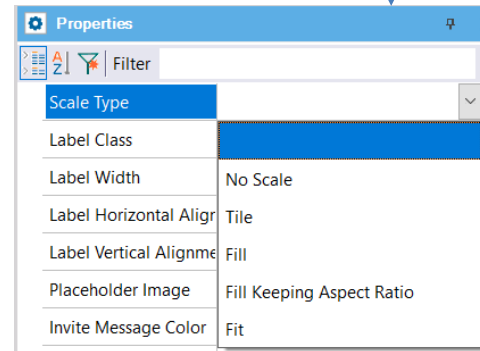 Properties
A Z Filter
Scale Type
Label Class
Label Width No Scale
Label Horizontal Aligr Tile
Label Vertical Alignme Fill
Placeholder Image Fill Keeping Aspect Ratio
Invite Message Color Fit